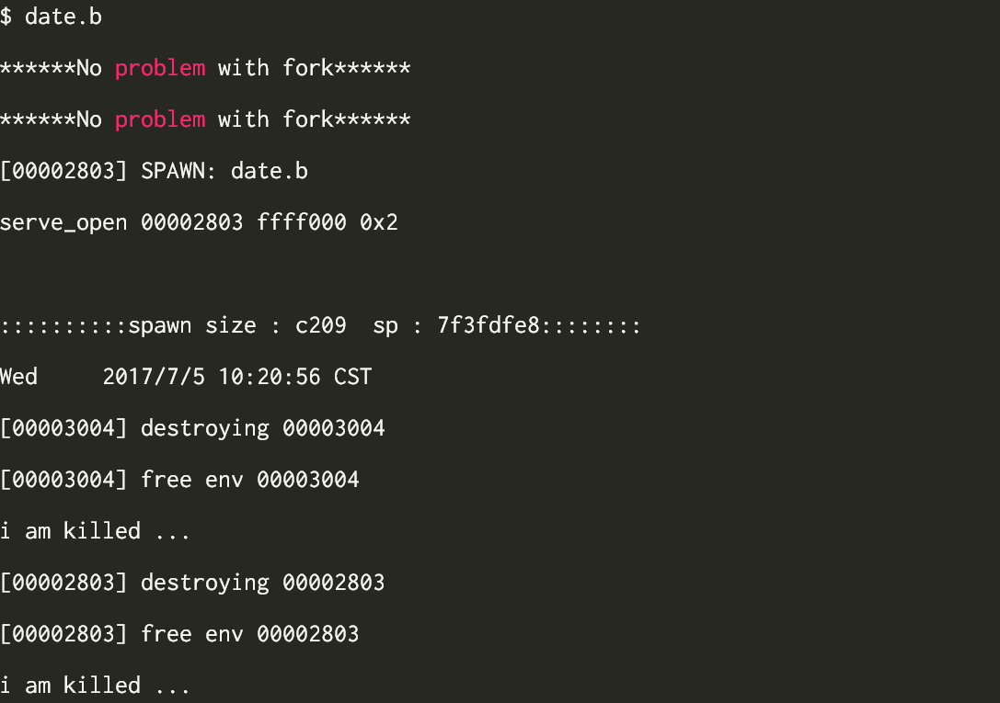 $ date.b
******No problem with fork******
******No problem with fork******
[00002803] SPAWN: date.b
serve_open 00002803 ffff000 0x2
::::::::::spawn size : c209  sp : 7f3fdfe8::::::::
Wed     2017/7/5 10:20:56 CST
[00003004] destroying 00003004
[00003004] free env 00003004
i am killed ...
[00002803] destroying 00002803
[00002803] free env 00002803
i am killed ...